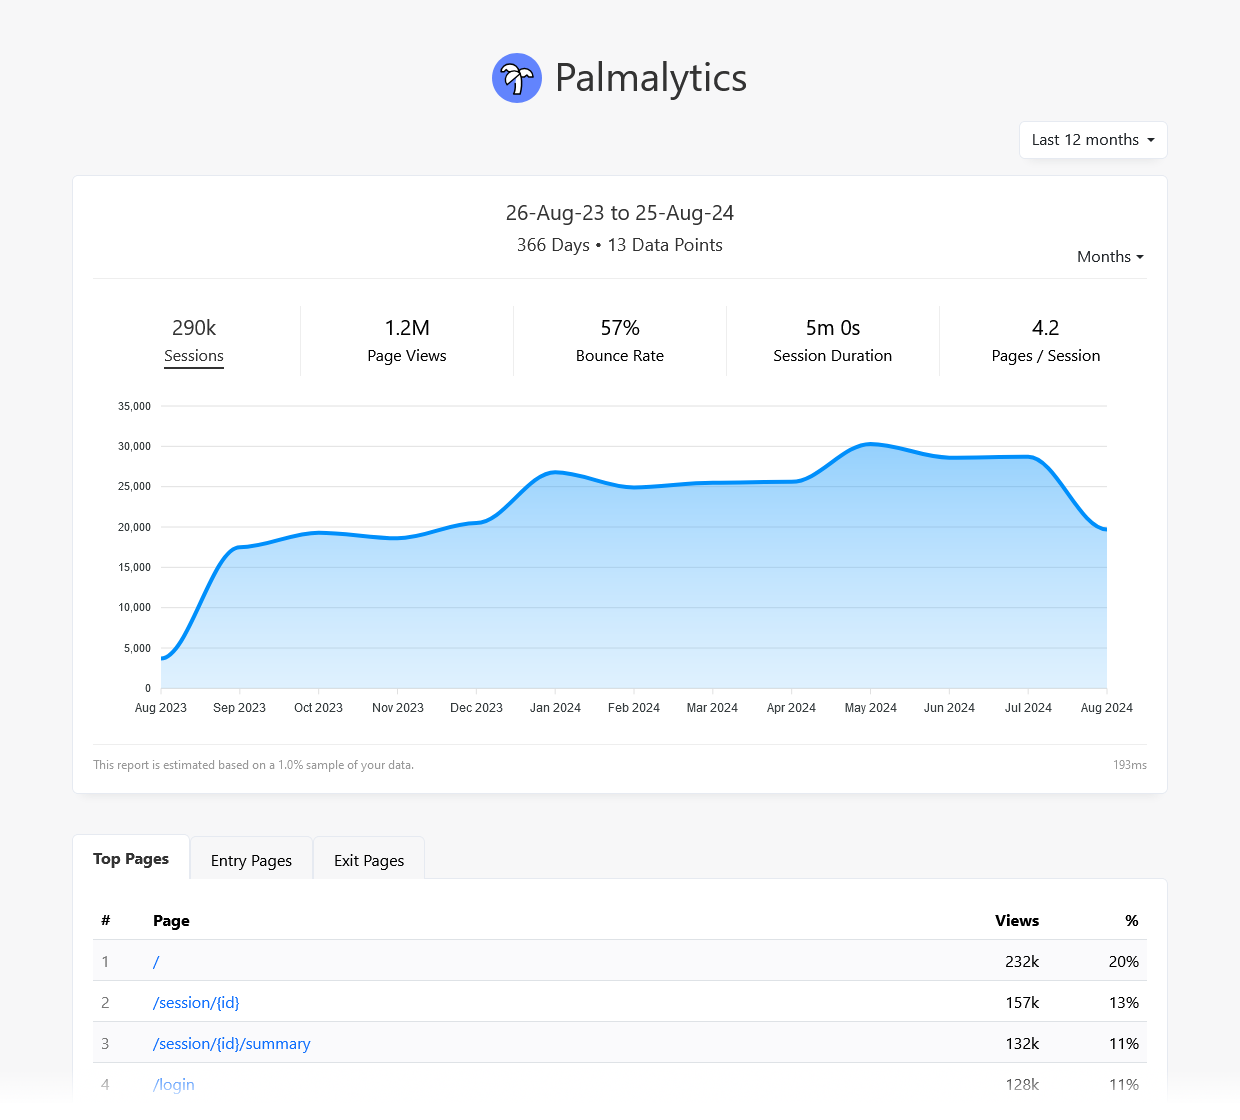 Palmalytics
Last 12 months
26-Aug-23 to 25-Aug-24
366 Days • 13 Data Points
Months
290k 1.2M 57% 5m 0s 4.2
Sessions Page Views Bounce Rate Session Duration Pages / Session
35,000
30,000
25,000
20,000
15,000
10,000
5,000
0
Aug 2023 Sep 2023 Oct 2023 Nov 2023 Dec 2023 Jan 2024 Feb 2024 Mar 2024 Apr 2024 May 2024 Jun 2024 Jul 2024 Aug 2024
This report is estimated based on a 1.0% sample of your data. 193ms
Top Pages Entry Pages Exit Pages
# Page Views %
1 / 232k 20%
2 /session/{id} 157k 13%
3 /session/{id}/summary 132k 11%
4 /login 128k 11%